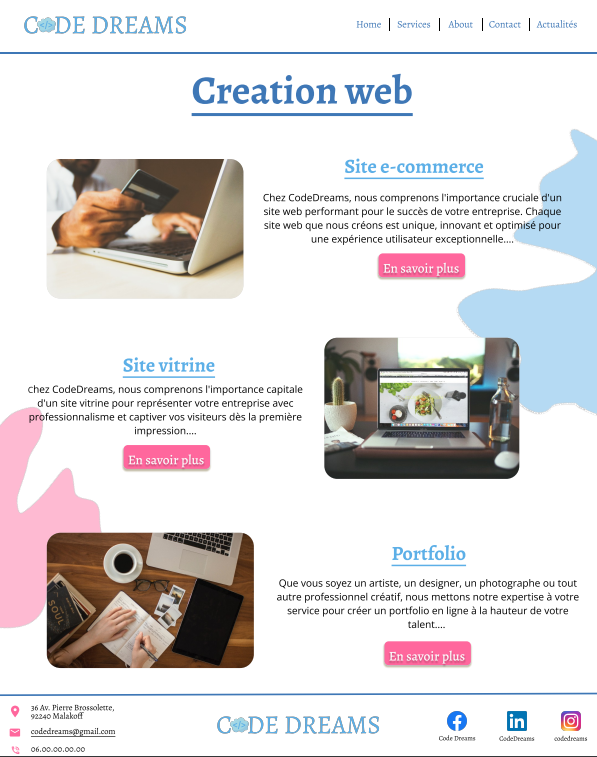 CODE DREAMS
Home
Services
About
Contact
Actualités
Creation web
Site e-commerce
Chez CodeDreams, nous comprenons l'importance cruciale d'un
site web performant pour le succès de votre entreprise. Chaque
site web que nous créons est unique, innovant et optimisé pour
une expérience utilisateur exceptionnelle....
En savoir plus
Site vitrine
chez CodeDreams, nous comprenons l'importance capitale
d'un site vitrine pour représenter votre entreprise avec
professionnalisme et captiver vos visiteurs dès la première
impression....
En savoir plus
SOUL
Portfolio
Que vous soyez un artiste, un designer, un photographe ou tout
autre professionnel créatif, nous mettons notre expertise à votre
service pour créer un portfolio en ligne à la hauteur de votre
talent....
En savoir plus
36 Av. Pierre Brossolette,
92240 Malakoff
codedreams@gmail.com
06.00.00.00.00
CODE DREAMS
Code Dreams
CodeDreams
codedreams